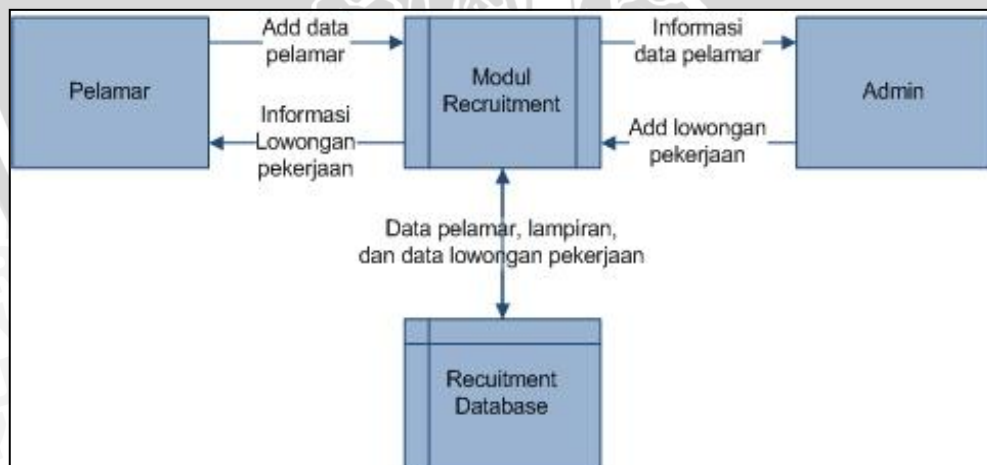 Pelamar
Add data
pelamar
Informasi
Lowongan
pekerjaan
Modul
Recruitment
Informasi
data pelamar
Add lowongan
pekerjaan
Admin
Data pelamar, lampiran,
dan data lowongan pekerjaan
Recuitment
Database